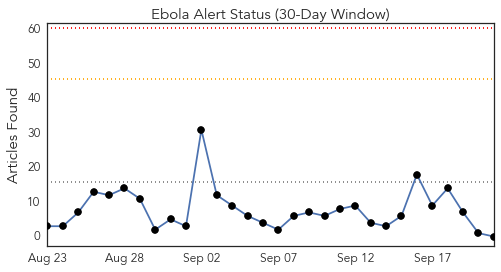 Ebola Alert Status (30-Day Window)
Articles Found
60
50
40
30
20
10
0
Aug 23 Aug 28 Sep 02 Sep 07 Sep 12 Sep 17